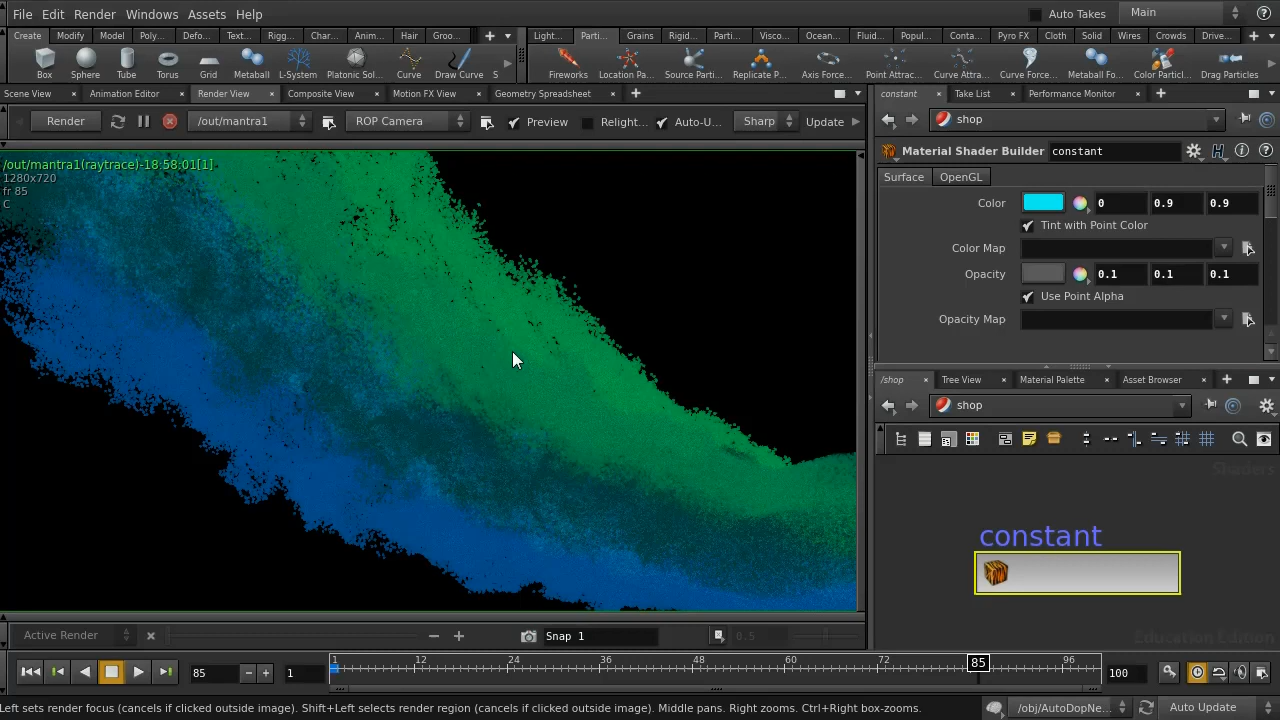 File Edit Render Windows Assets Help
Auto Takes Main
Create Modify Model Poly... Defo... Text... Rigg... Char... Anim... Hair Groo...
Light... Parti... Grains Rigid... Parti... Visco... Ocean... Fluid... Popul... Conta... Pyro FX Cloth Solid Wires Crowds Drive...
Box Sphere Tube Torus Grid Metaball L-System Platonic Sol... Curve Draw Curve S
Fireworks Location Pa... Source Parti... Replicate P... Axis Force... Point Attrac... Curve Attra... Curve Force... Metaball Fo... Color Particl... Drag Particles
Scene View Animation Editor Render View Composite View Motion FX View Geometry Spreadsheet
constant Take List Performance Monitor
Render /out/mantra1 ROP Camera Preview Relight... Auto-U... Sharp Update
shop
/out/mantra1(raytrace)-18:58:01[1]
1280x720
fr 85
C
Material Shader Builder constant
Surface OpenGL
Color 0 0.9 0.9
Tint with Point Color
Color Map
Opacity 0.1 0.1 0.1
Use Point Alpha
Opacity Map
/shop Tree View Material Palette Asset Browser
shop
Shaders
constant
Education Edition
Active Render Snap 1 0.5
85 1 1 12 24 36 48 60 72 85 96 100
Left sets render focus (cancels if clicked outside image). Shift+Left selects render region (cancels if clicked outside image). Middle pans. Right zooms. Ctrl+Right box-zooms.
/obj/AutoDopNe... Auto Update